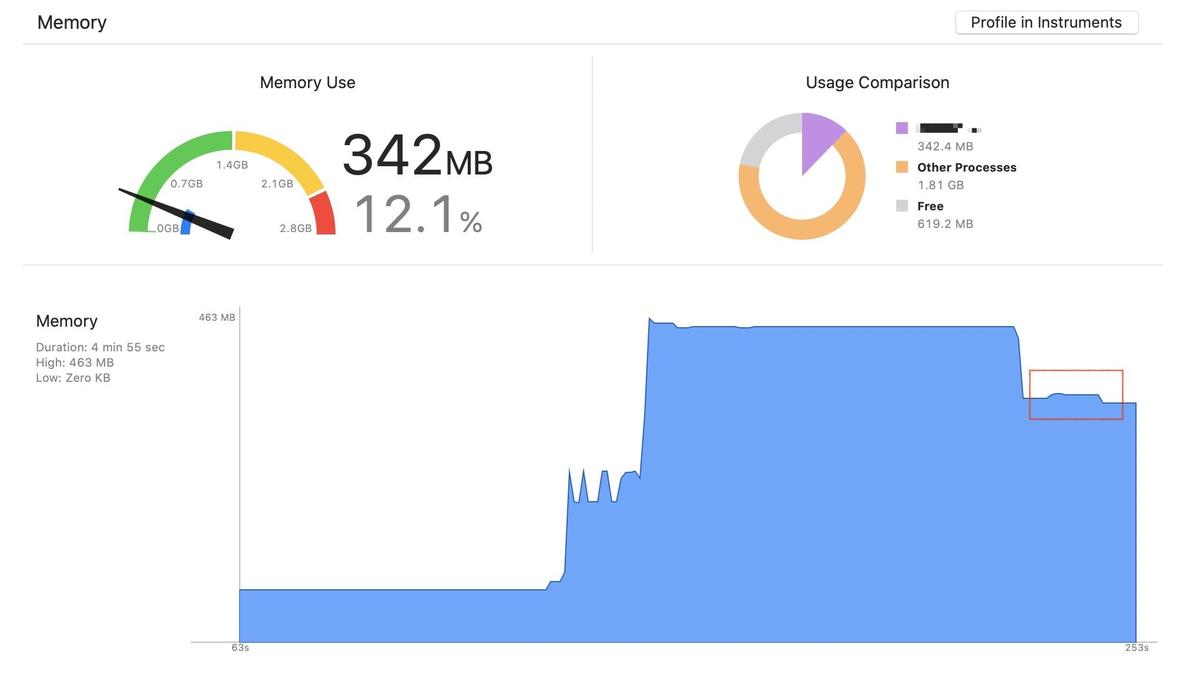 Memory
Profile in Instruments
Memory Use
Usage Comparison
0GB
0.7GB
1.4GB
2.1GB
2.8GB
342MB
12.1%
342.4 MB
Other Processes
1.81 GB
Free
619.2 MB
Memory
Duration: 4 min 55 sec
High: 463 MB
Low: Zero KB
463 MB
63s
253s